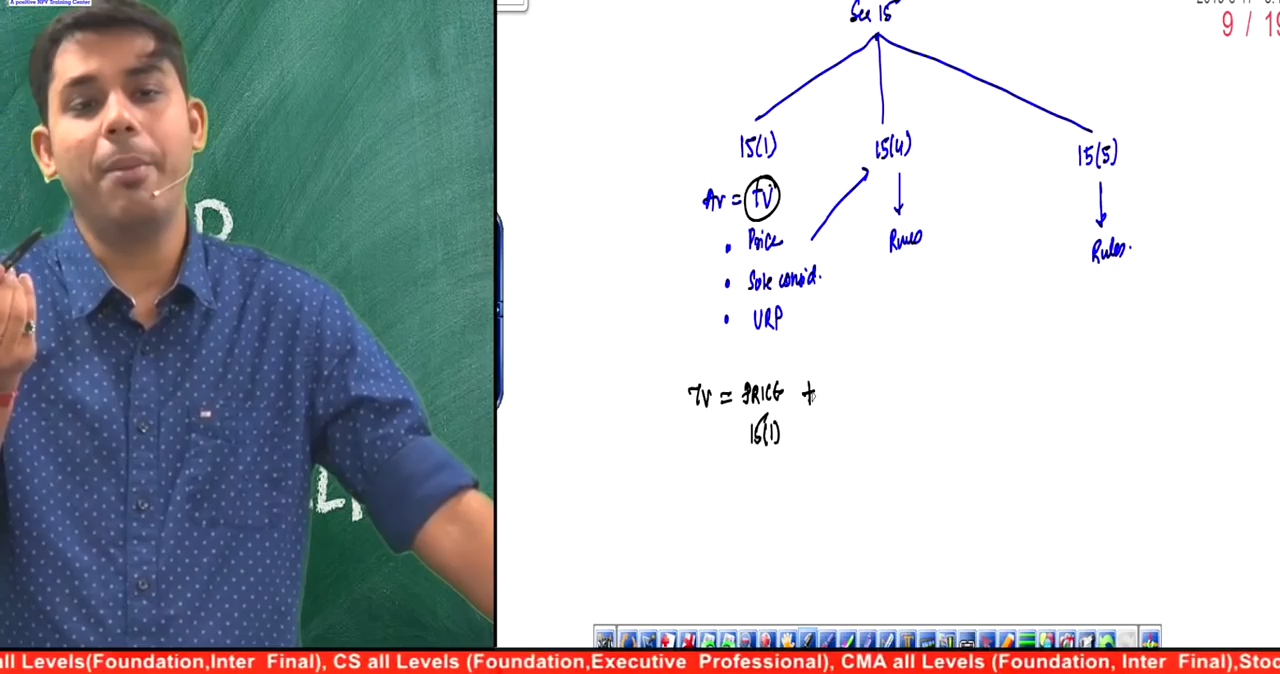 A positive NPV Training Center
9 / 19
Sec 15
15(1)
15(4)
15(5)
AV = TV
• Price
• Sole consid.
• URP
Rules
Rules.
TV = PRICE +
15(1)
all Levels(Foundation,Inter Final), CS all Levels (Foundation,Executive Professional), CMA all Levels (Foundation, Inter Final),Stoc